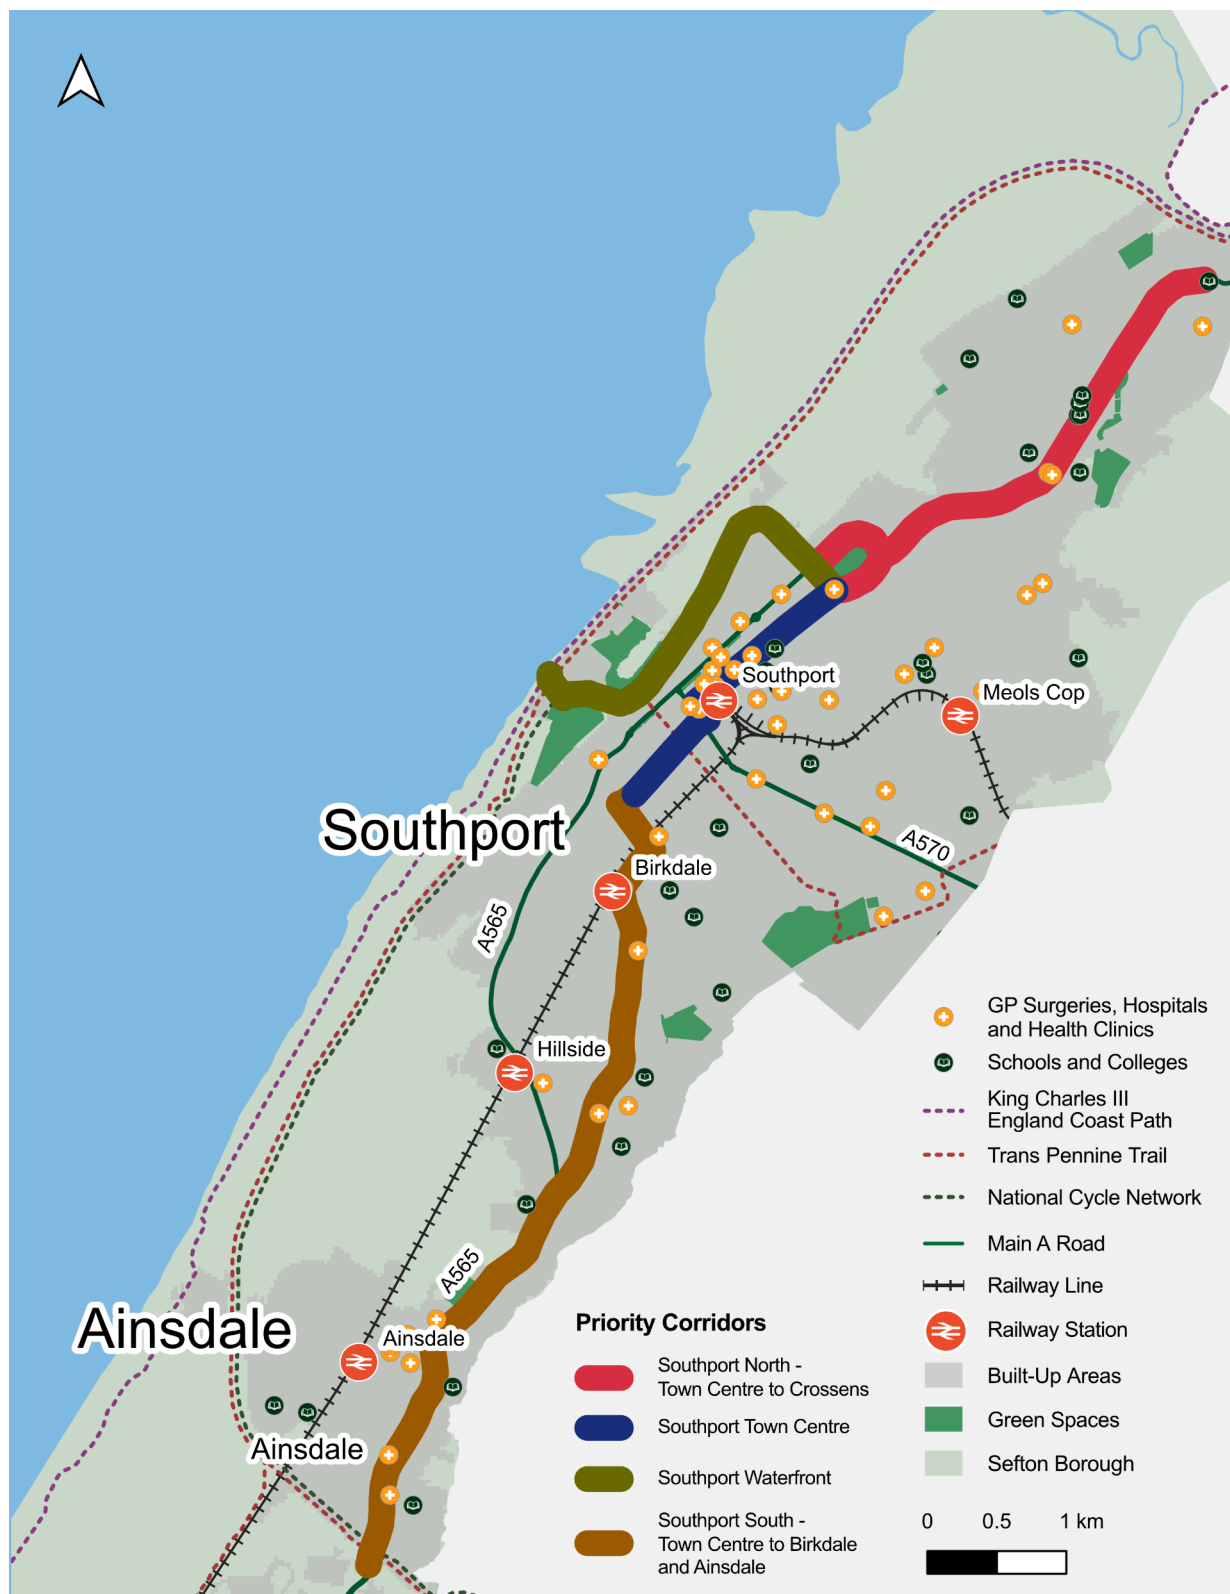 Southport
Meols Cop
Southport
A570
Birkdale
A565
Hillside
A565
Ainsdale
Ainsdale
Ainsdale
GP Surgeries, Hospitals
and Health Clinics
Schools and Colleges
King Charles III
England Coast Path
Trans Pennine Trail
National Cycle Network
Main A Road
Railway Line
Railway Station
Built-Up Areas
Green Spaces
Sefton Borough
0 0.5 1 km
Priority Corridors
Southport North -
Town Centre to Crossens
Southport Town Centre
Southport Waterfront
Southport South -
Town Centre to Birkdale
and Ainsdale